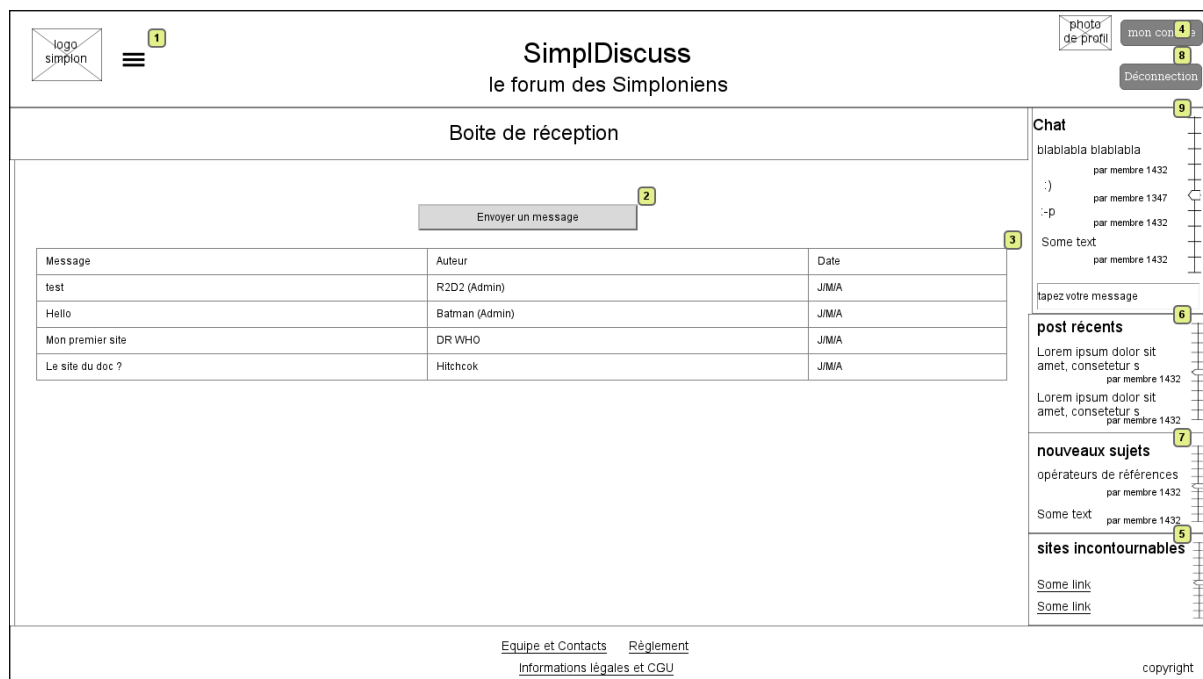 logo
simplon
1
SimplDiscuss
le forum des Simploniens
photo
de profil
mon
4
8
Déconnection
Boite de réception
2
Envoyer un message
3
Message Auteur Date
test R2D2 (Admin) J/M/A
Hello Batman (Admin) J/M/A
Mon premier site DR WHO J/M/A
Le site du doc ? Hitchcok J/M/A
9
Chat
blablabla blablabla
par membre 1432
:)
par membre 1347
:-p
par membre 1432
Some text
par membre 1432
tapez votre message
6
post récents
Lorem ipsum dolor sit
amet, consetetur s
par membre 1432
Lorem ipsum dolor sit
amet, consetetur s
par membre 1432
7
nouveaux sujets
opérateurs de références
par membre 1432
Some text
par membre 1432
5
sites incontournables
Some link
Some link
Equipe et Contacts Règlement
Informations légales et CGU
copyright